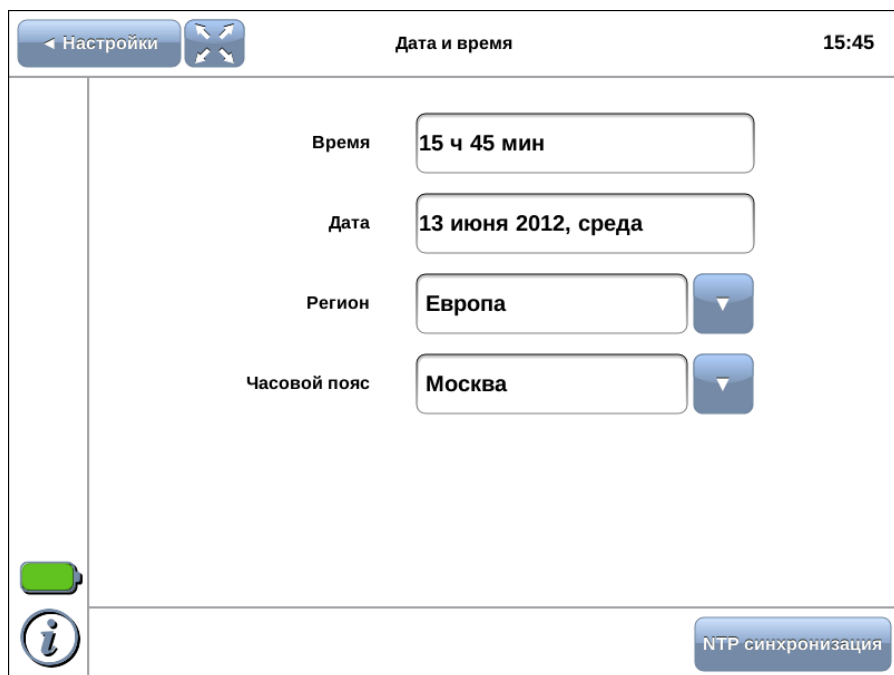 ◄ Настройки
Дата и время
15:45
Время
15 ч 45 мин
Дата
13 июня 2012, среда
Регион
Европа
Часовой пояс
Москва
i
NTP синхронизация